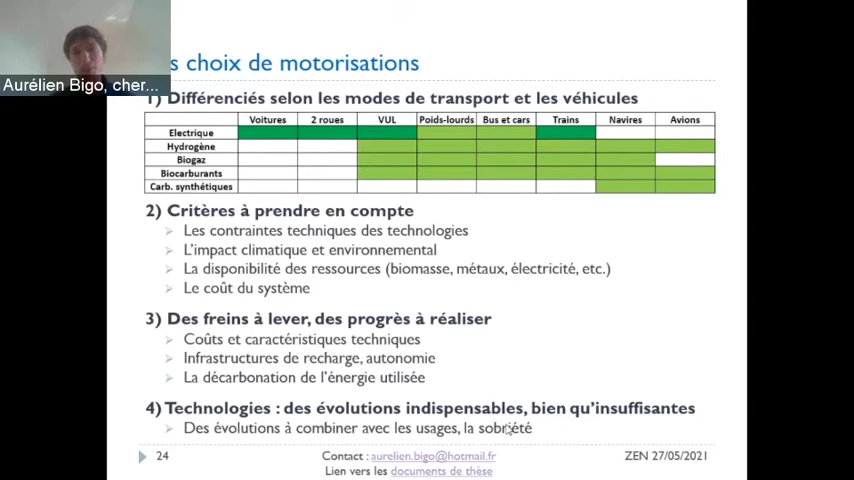 s choix de motorisations
Aurélien Bigo, cher...
1) Différenciés selon les modes de transport et les véhicules
Voitures 2 roues VUL Poids-lourds Bus et cars Trains Navires Avions
Electrique
Hydrogène
Biogaz
Biocarburants
Carb. synthétiques
2) Critères à prendre en compte
Les contraintes techniques des technologies
L'impact climatique et environnemental
La disponibilité des ressources (biomasse, métaux, électricité, etc.)
Le coût du système
3) Des freins à lever, des progrès à réaliser
Coûts et caractéristiques techniques
Infrastructures de recharge, autonomie
La décarbonation de l'énergie utilisée
4) Technologies : des évolutions indispensables, bien qu'insuffisantes
Des évolutions à combiner avec les usages, la sobriété
24 Contact : aurelien.bigo@hotmail.fr ZEN 27/05/2021
Lien vers les documents de thèse